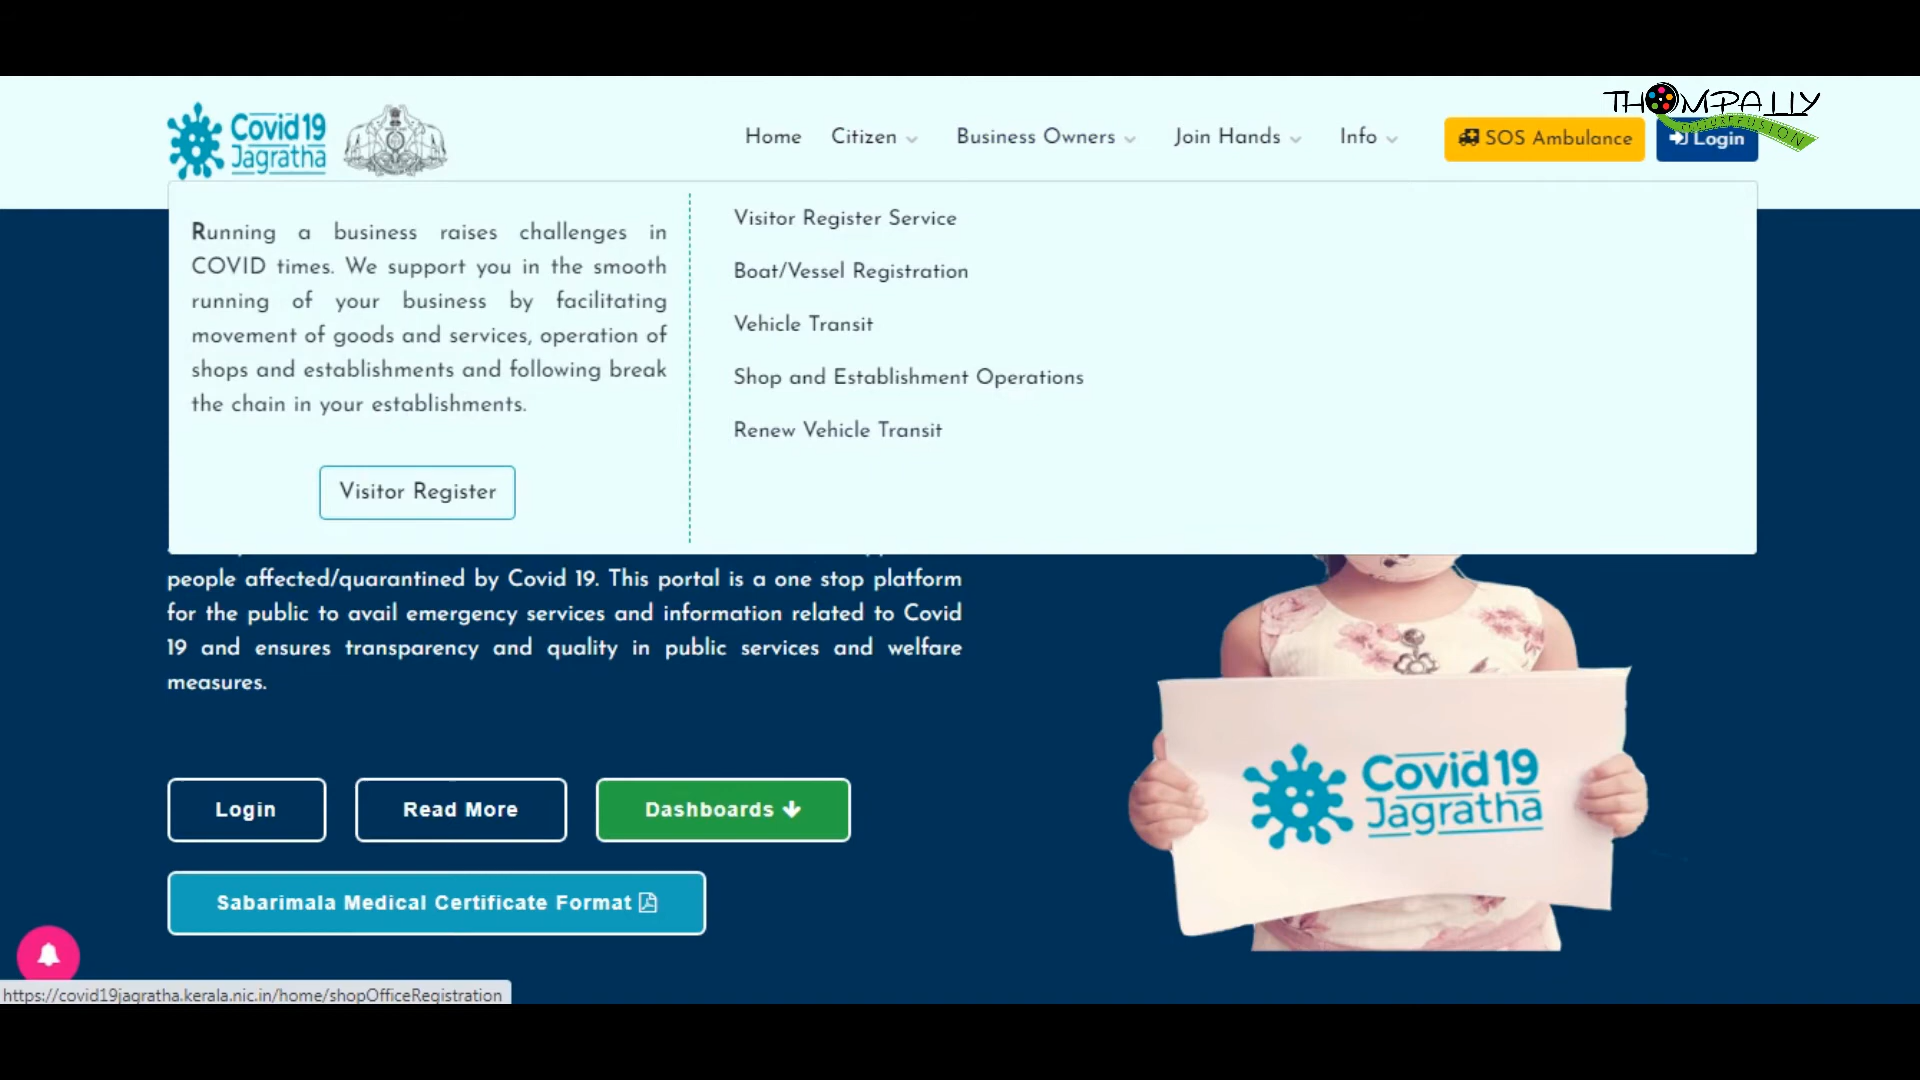 THOMPALLY
Covid19
Jagratha
Home
Citizen
Business Owners
Join Hands
Info
SOS Ambulance
Login
Running a business raises challenges in
COVID times. We support you in the smooth
running of your business by facilitating
movement of goods and services, operation of
shops and establishments and following break
the chain in your establishments.
Visitor Register
Visitor Register Service
Boat/Vessel Registration
Vehicle Transit
Shop and Establishment Operations
Renew Vehicle Transit
people affected/quarantined by Covid 19. This portal is a one stop platform
for the public to avail emergency services and information related to Covid
19 and ensures transparency and quality in public services and welfare
measures.
Login
Read More
Dashboards
Sabarimala Medical Certificate Format
Covid19
Jagratha
https://covid19jagratha.kerala.nic.in/home/shopOfficeRegistration